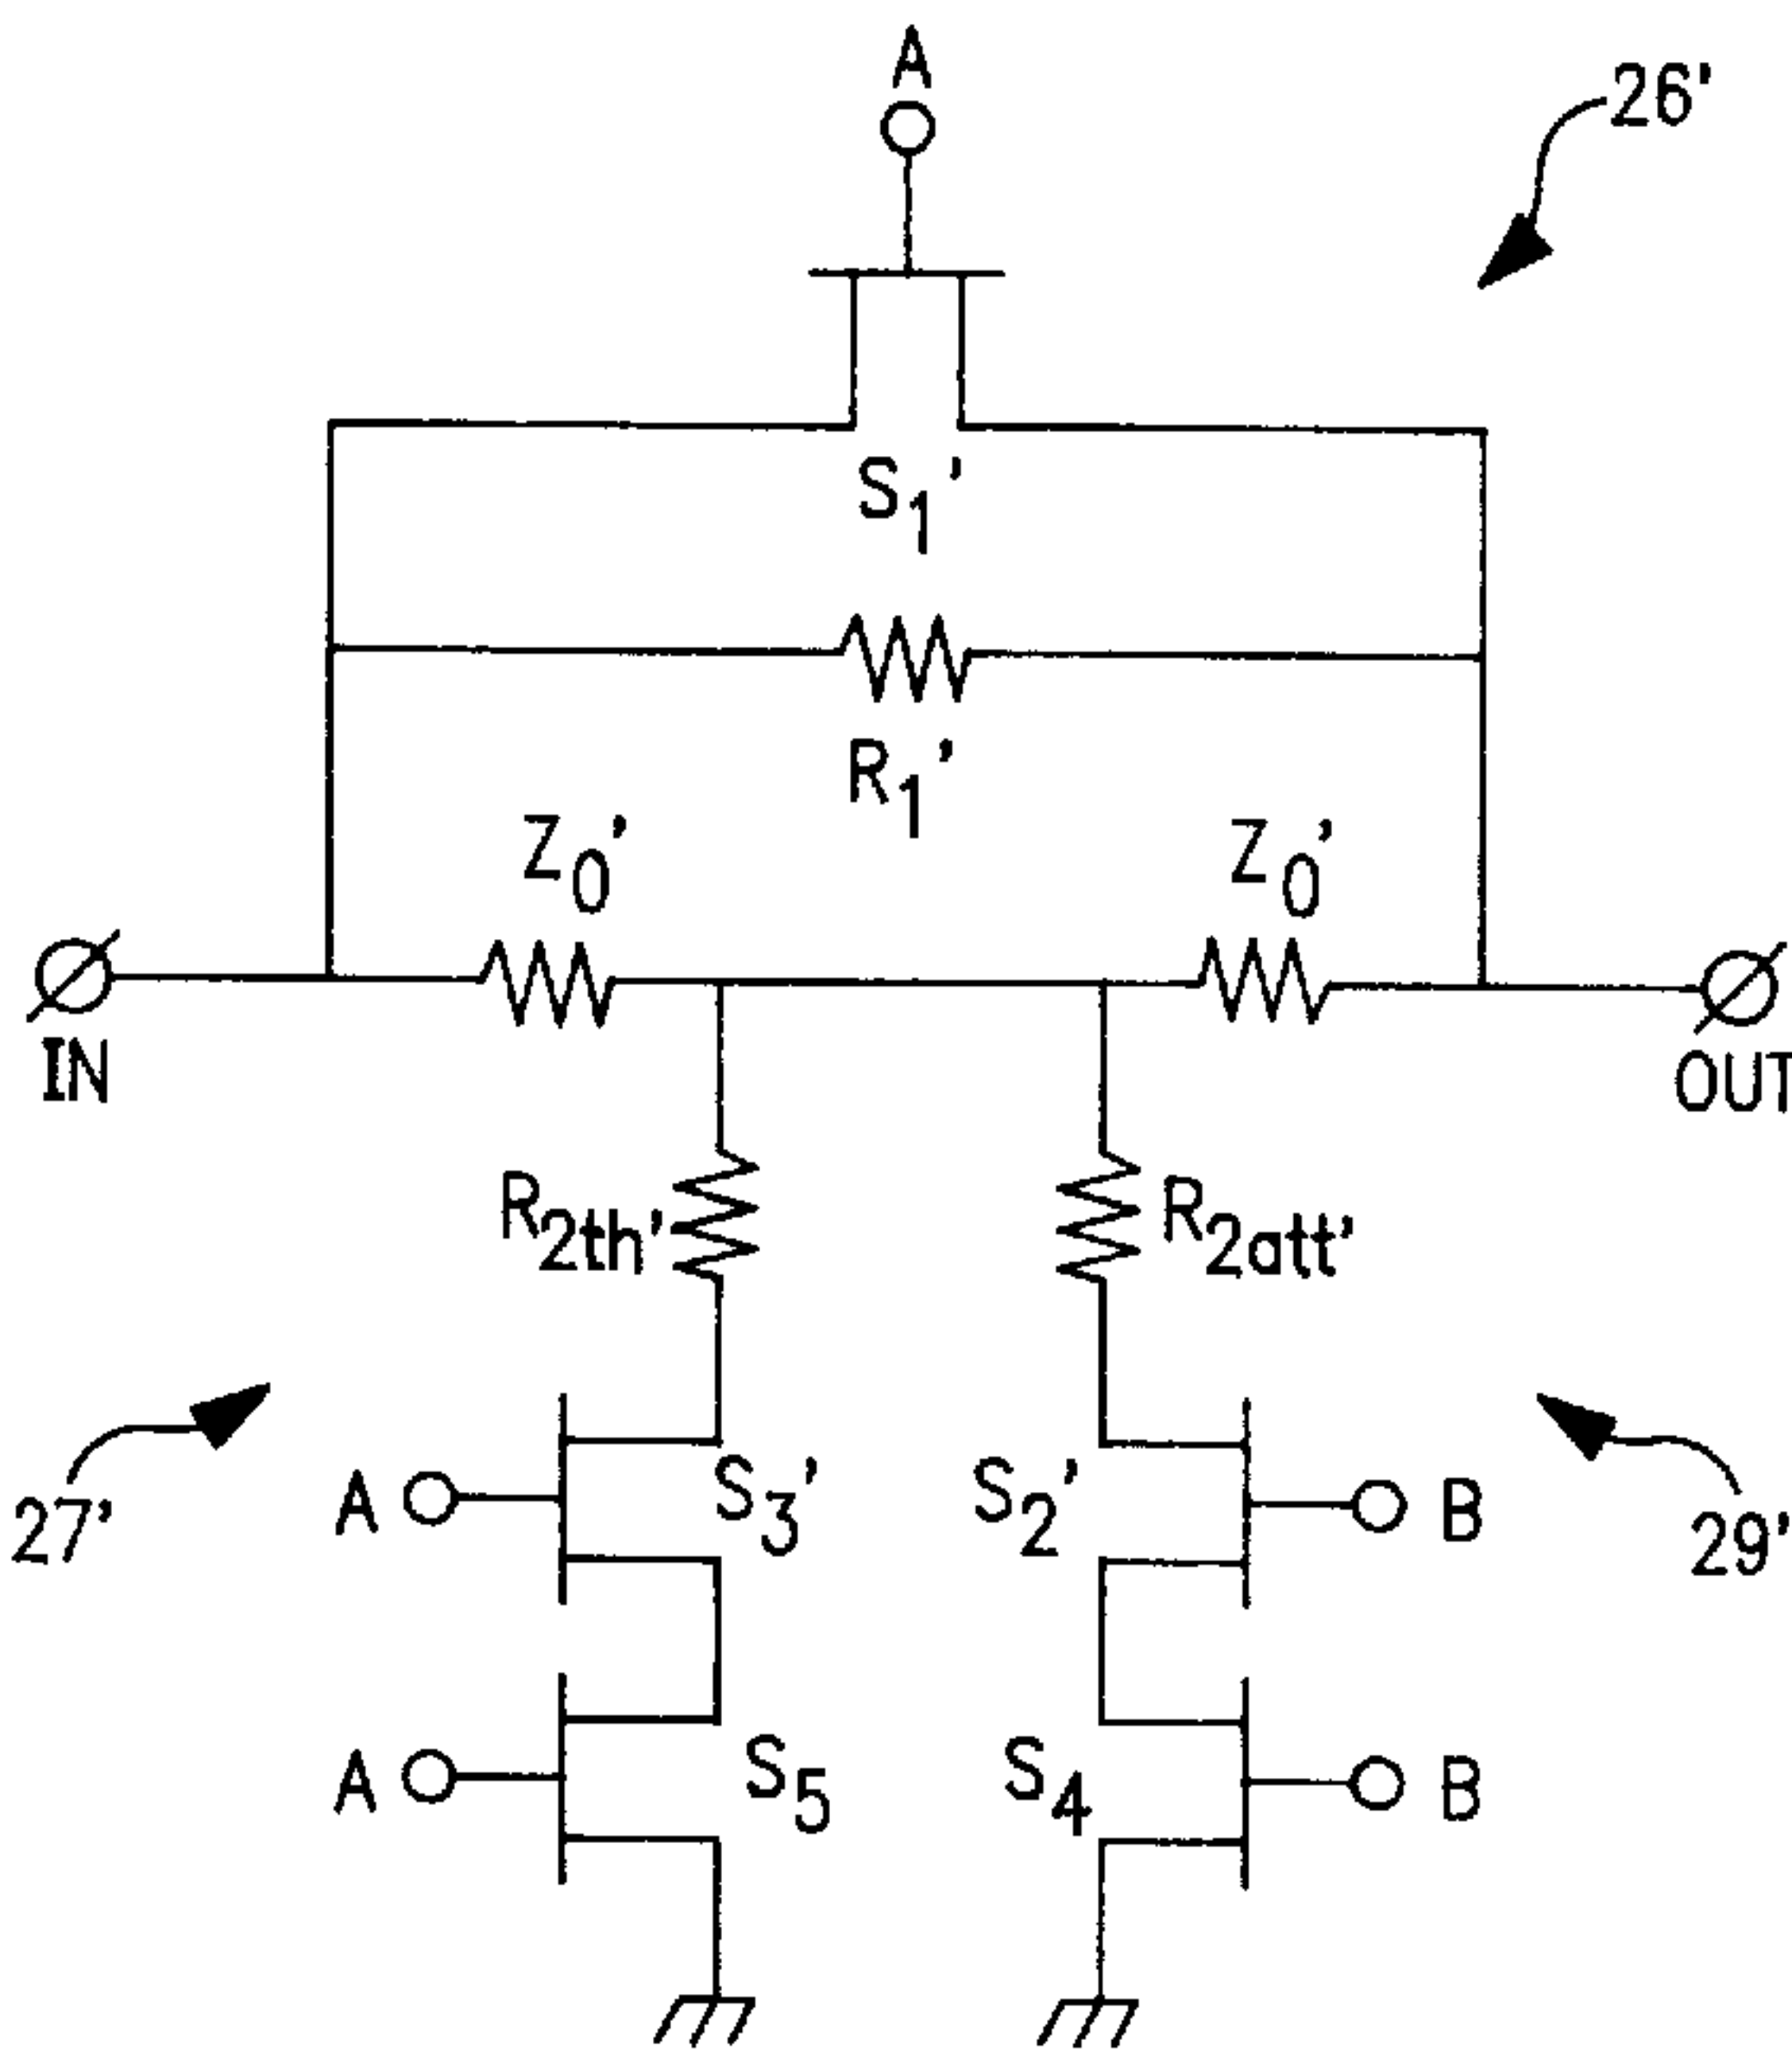 A
26'
S1'
R1'
Z0' Z0'
IN OUT
R2th' R2att'
27' A S3' S2' B 29'
A S5 S4 B